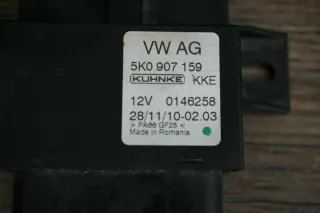 VW AG
5K0 907 159
KUHNKE KKE
12V 0146258
28/11/10-02.03
> PA66 GF25 <
Made in Romania